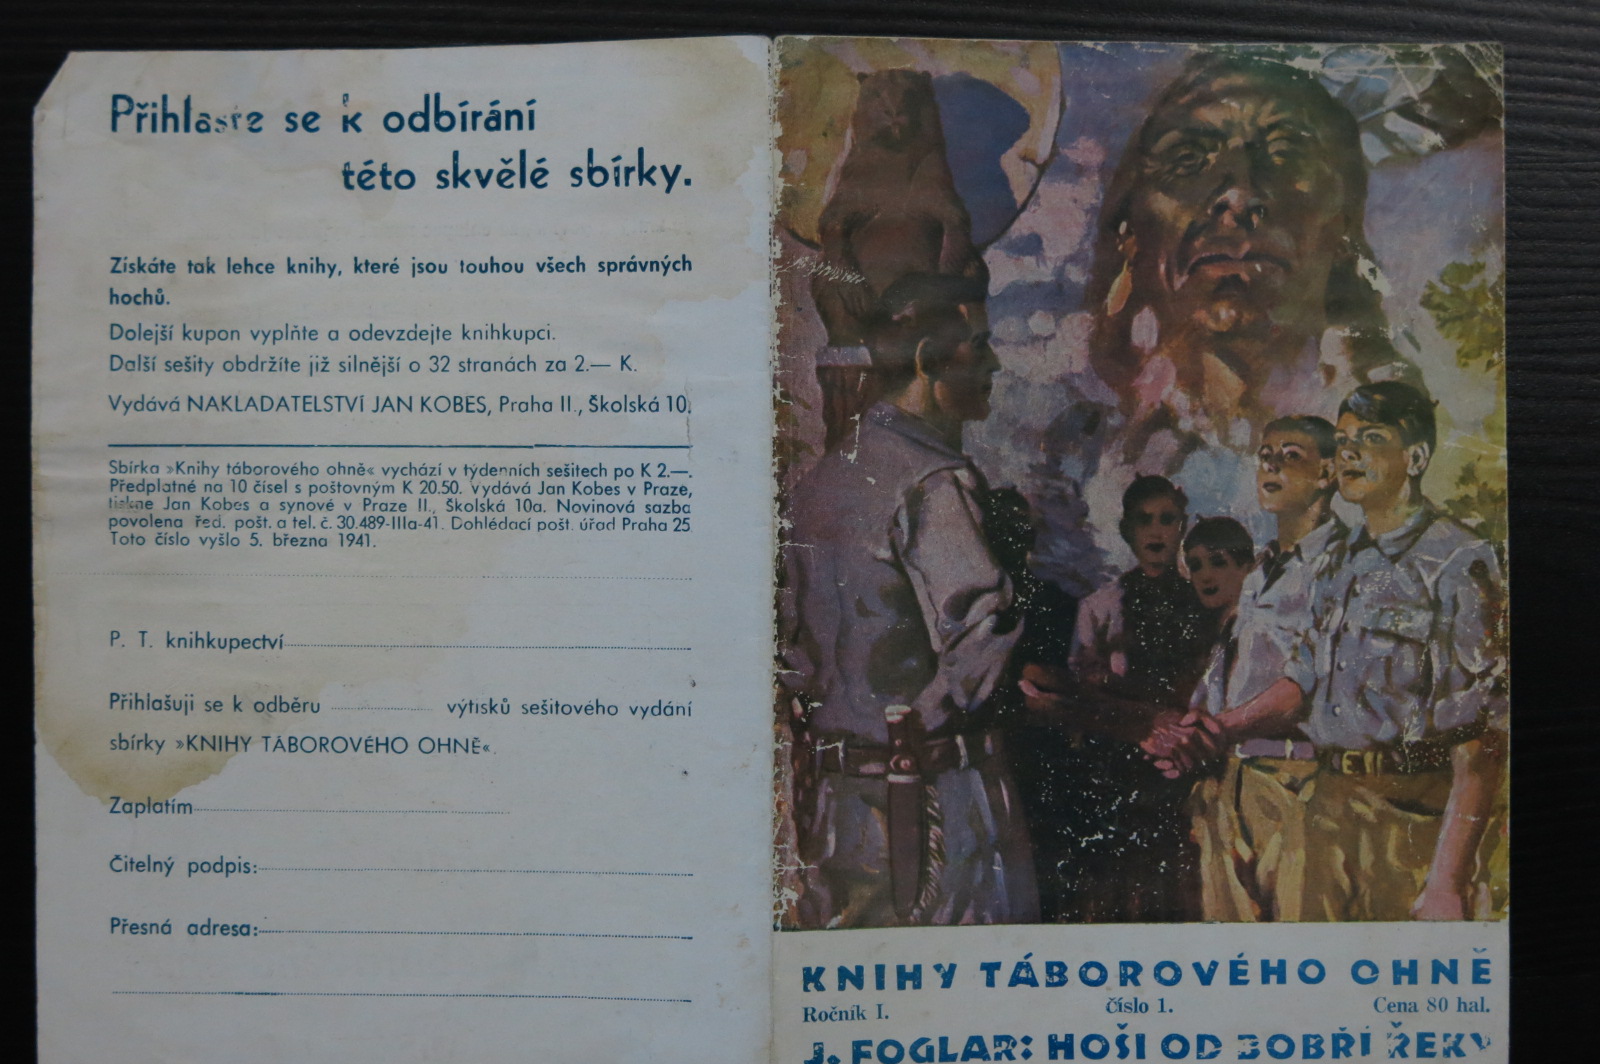 Přihlaste se k odbírání
této skvělé sbírky.
Získáte tak lehce knihy, které jsou touhou všech správných
hochů.
Dolejší kupon vyplňte a odevzdejte knihkupci.
Další sešity obdržíte již silnější o 32 stranách za 2.— K.
Vydává NAKLADATELSTVÍ JAN KOBES, Praha II., Školská 10.
Sbírka »Knihy táborového ohně« vychází v týdenních sešitech po K 2.—.
Předplatné na 10 čísel s poštovným K 20.50. Vydává Jan Kobes v Praze,
tiskne Jan Kobes a synové v Praze II., Školská 10a. Novinová sazba
povolena řed. pošt. a tel. č. 30.489-IIIa-41. Dohlédací pošt. úřad Praha 25
Toto číslo vyšlo 5. března 1941.
P. T. knihkupectví
Přihlašuji se k odběru výtisků sešitového vydání
sbírky »KNIHY TÁBOROVÉHO OHNĚ«.
Zaplatím
Čitelný podpis:
Přesná adresa:
KNIHY TÁBOROVÉHO OHNĚ
Ročník I. Číslo 1. Cena 80 hal.
J. FOGLAR: HOŠI OD BOBŘÍ ŘEKY